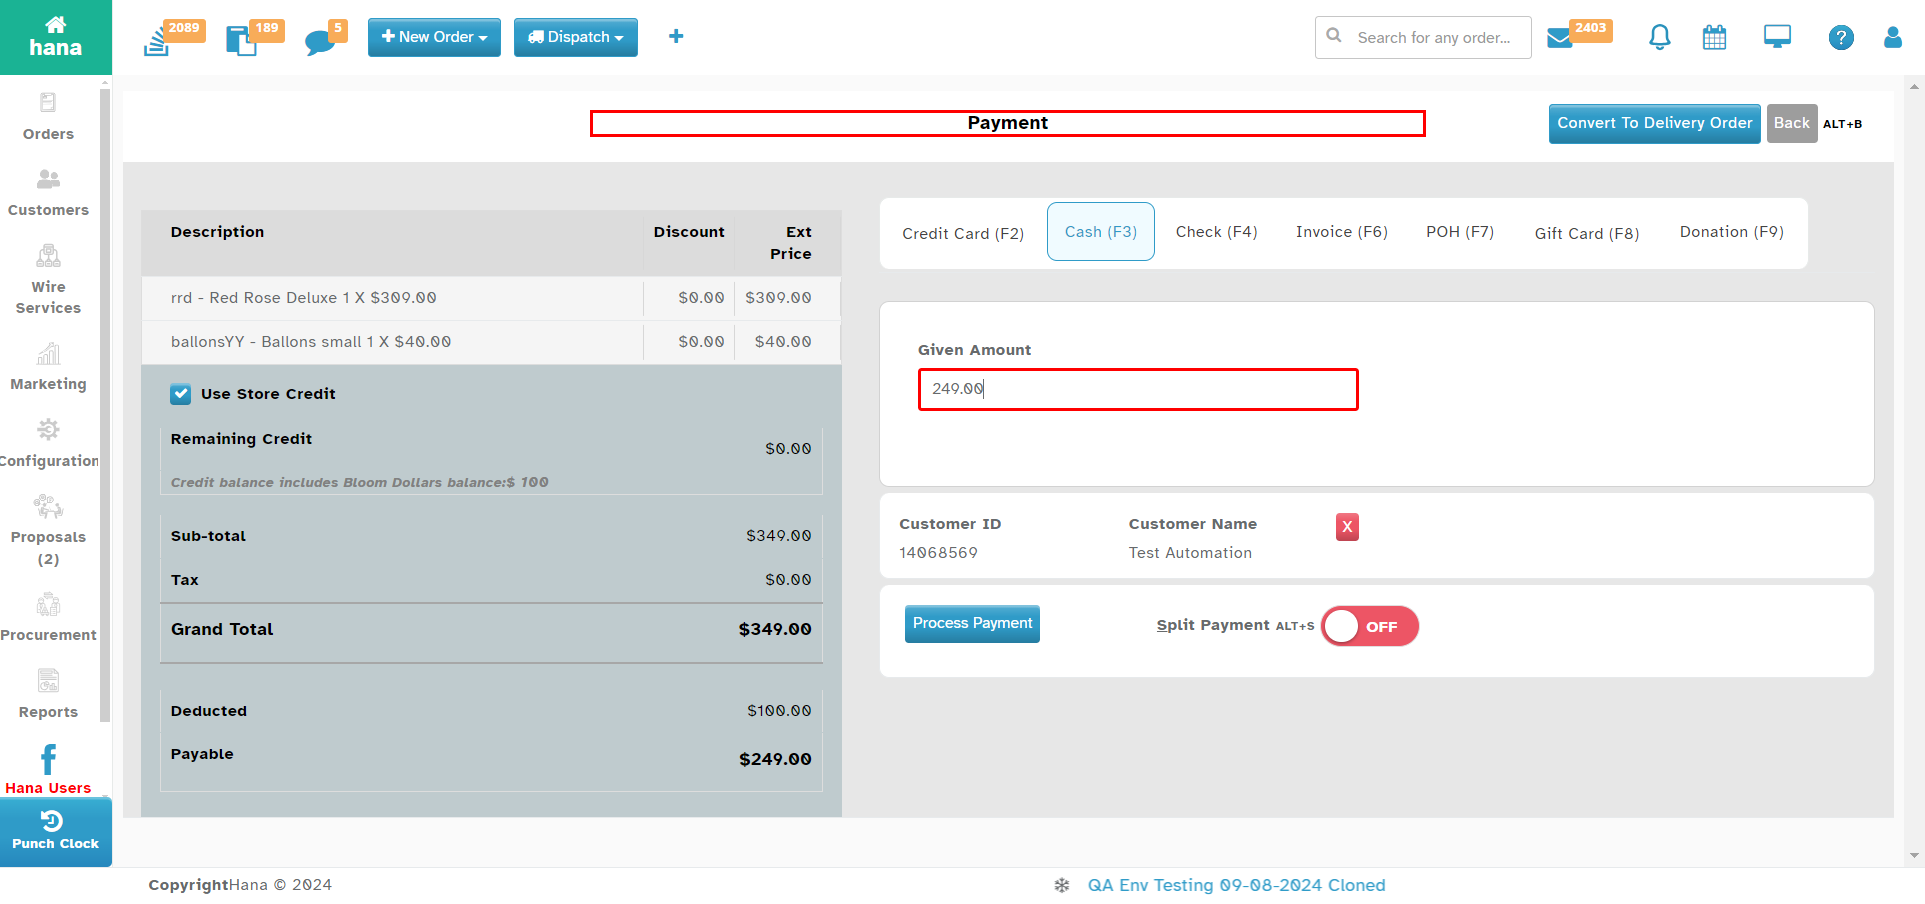 hana
2089
189
5
New Order
Dispatch
Search for any order...
2403
Orders
Customers
Wire
Services
Marketing
Configuration
Proposals
(2)
Procurement
Reports
Hana Users
Punch Clock
Payment
Convert To Delivery Order
Back
ALT+B
Description Discount Ext
Price
rrd - Red Rose Deluxe 1 X $309.00 $0.00 $309.00
ballonsYY - Ballons small 1 X $40.00 $0.00 $40.00
Use Store Credit
Remaining Credit $0.00
Credit balance includes Bloom Dollars balance:$ 100
Sub-total $349.00
Tax $0.00
Grand Total $349.00
Deducted $100.00
Payable $249.00
Credit Card (F2) Cash (F3) Check (F4) Invoice (F6) POH (F7) Gift Card (F8) Donation (F9)
Given Amount
249.00
Customer ID Customer Name X
14068569 Test Automation
Process Payment Split Payment ALT+S OFF
CopyrightHana © 2024
QA Env Testing 09-08-2024 Cloned